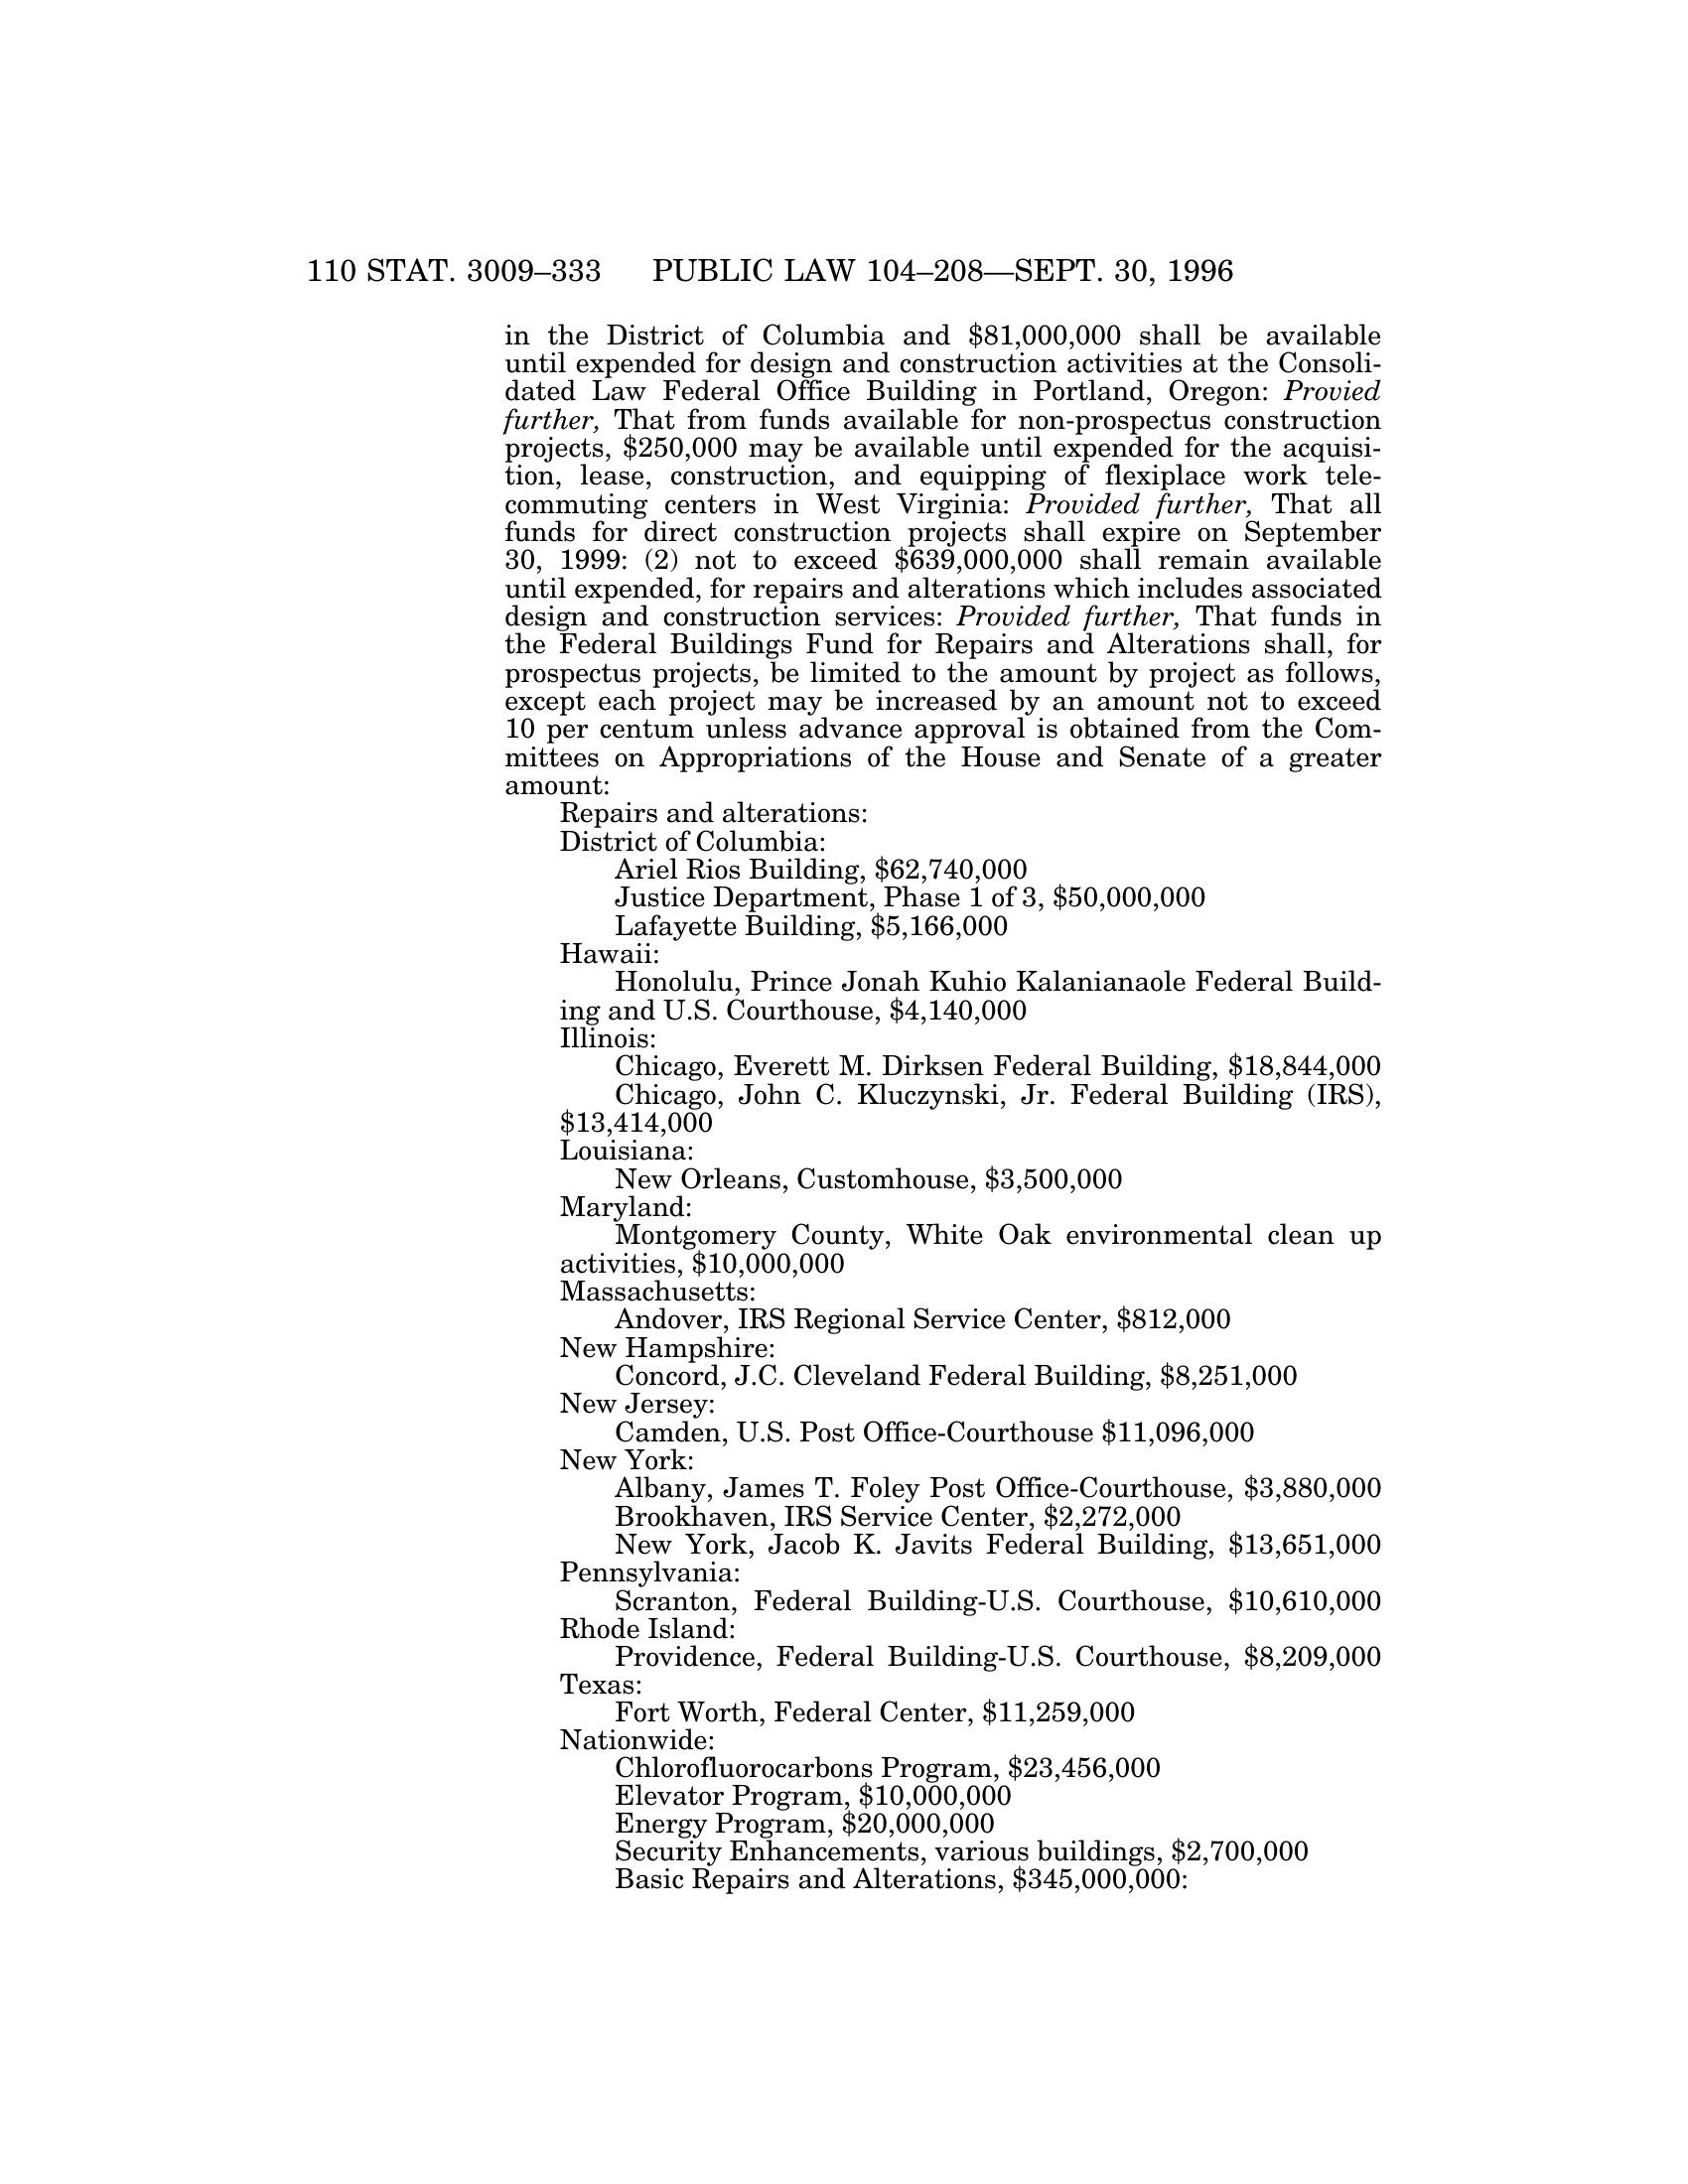 110 STAT. 3009–333 PUBLIC LAW 104–208—SEPT. 30, 1996
in the District of Columbia and $81,000,000 shall be available
until expended for design and construction activities at the Consoli-
dated Law Federal Office Building in Portland, Oregon: Provied
further, That from funds available for non-prospectus construction
projects, $250,000 may be available until expended for the acquisi-
tion, lease, construction, and equipping of flexiplace work tele-
commuting centers in West Virginia: Provided further, That all
funds for direct construction projects shall expire on September
30, 1999: (2) not to exceed $639,000,000 shall remain available
until expended, for repairs and alterations which includes associated
design and construction services: Provided further, That funds in
the Federal Buildings Fund for Repairs and Alterations shall, for
prospectus projects, be limited to the amount by project as follows,
except each project may be increased by an amount not to exceed
10 per centum unless advance approval is obtained from the Com-
mittees on Appropriations of the House and Senate of a greater
amount:
Repairs and alterations:
District of Columbia:
Ariel Rios Building, $62,740,000
Justice Department, Phase 1 of 3, $50,000,000
Lafayette Building, $5,166,000
Hawaii:
Honolulu, Prince Jonah Kuhio Kalanianaole Federal Build-
ing and U.S. Courthouse, $4,140,000
Illinois:
Chicago, Everett M. Dirksen Federal Building, $18,844,000
Chicago, John C. Kluczynski, Jr. Federal Building (IRS),
$13,414,000
Louisiana:
New Orleans, Customhouse, $3,500,000
Maryland:
Montgomery County, White Oak environmental clean up
activities, $10,000,000
Massachusetts:
Andover, IRS Regional Service Center, $812,000
New Hampshire:
Concord, J.C. Cleveland Federal Building, $8,251,000
New Jersey:
Camden, U.S. Post Office-Courthouse $11,096,000
New York:
Albany, James T. Foley Post Office-Courthouse, $3,880,000
Brookhaven, IRS Service Center, $2,272,000
New York, Jacob K. Javits Federal Building, $13,651,000
Pennsylvania:
Scranton, Federal Building-U.S. Courthouse, $10,610,000
Rhode Island:
Providence, Federal Building-U.S. Courthouse, $8,209,000
Texas:
Fort Worth, Federal Center, $11,259,000
Nationwide:
Chlorofluorocarbons Program, $23,456,000
Elevator Program, $10,000,000
Energy Program, $20,000,000
Security Enhancements, various buildings, $2,700,000
Basic Repairs and Alterations, $345,000,000: